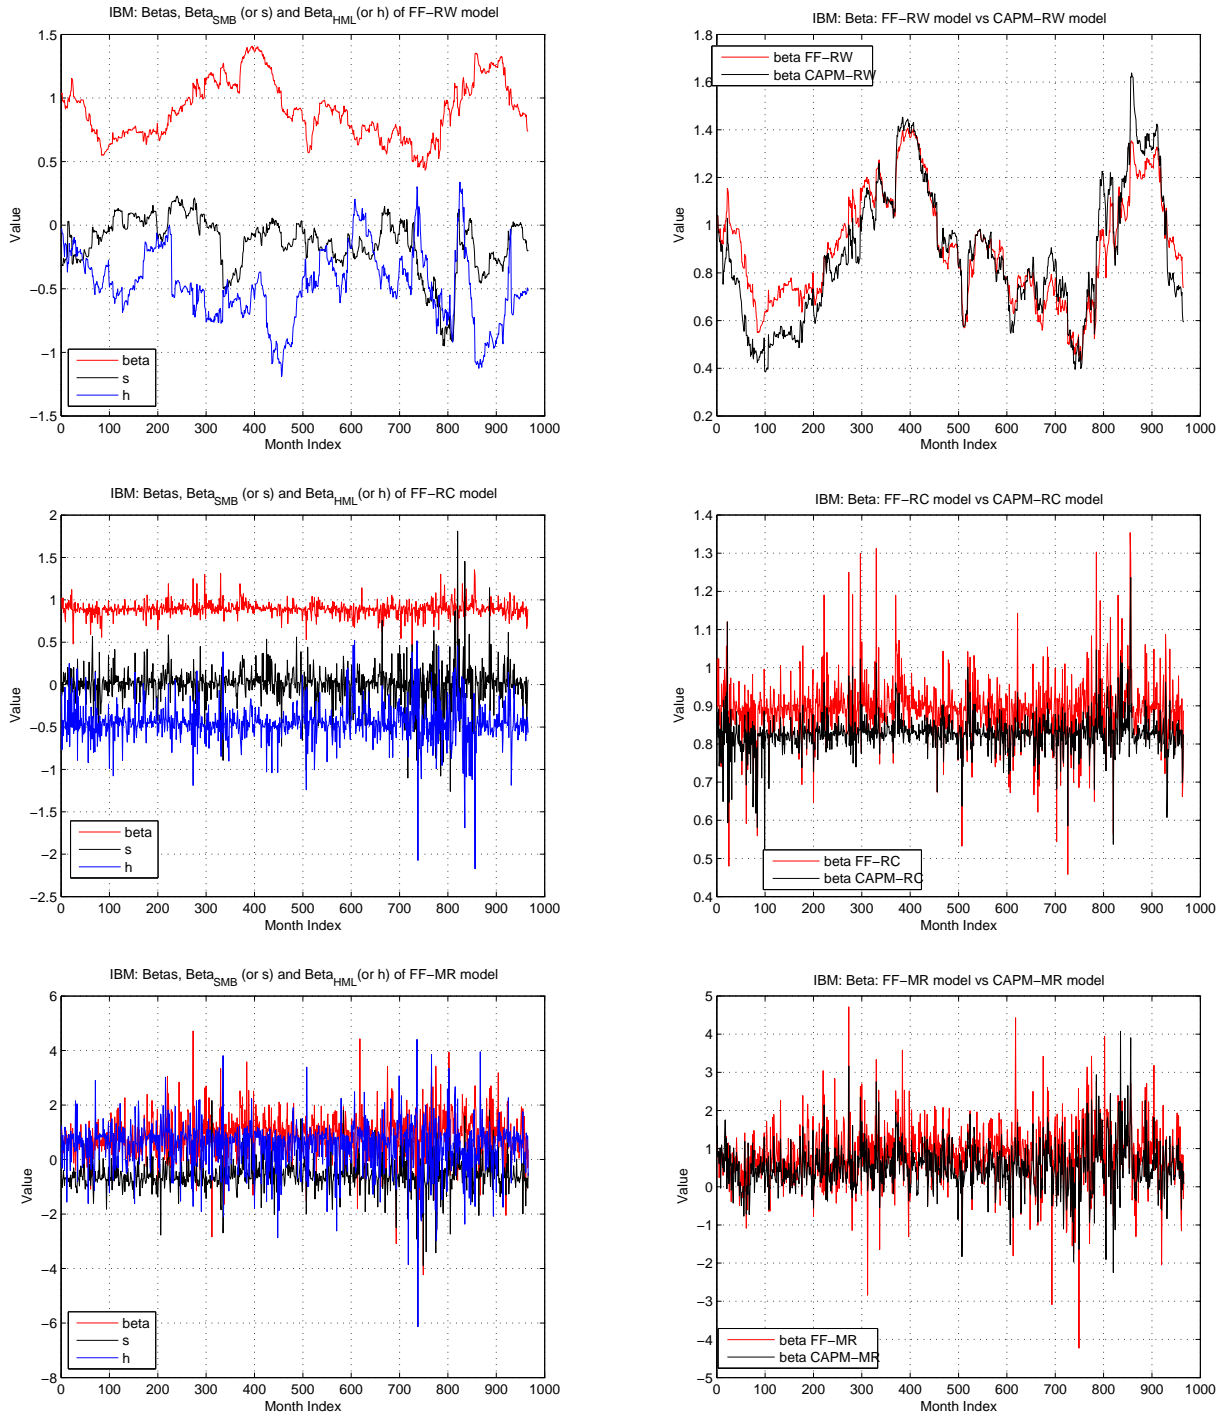 IBM: Betas, Beta_SMB (or s) and Beta_HML (or h) of FF−RW model
1.5
1
0.5
0
−0.5
−1
−1.5
Value
beta
s
h
0 100 200 300 400 500 600 700 800 900 1000
Month Index
IBM: Beta: FF−RW model vs CAPM−RW model
1.8
1.6
1.4
1.2
1
0.8
0.6
0.4
0.2
Value
beta FF−RW
beta CAPM−RW
0 100 200 300 400 500 600 700 800 900 1000
Month Index
IBM: Betas, Beta_SMB (or s) and Beta_HML (or h) of FF−RC model
2
1.5
1
0.5
0
−0.5
−1
−1.5
−2
−2.5
Value
beta
s
h
0 100 200 300 400 500 600 700 800 900 1000
Month Index
IBM: Beta: FF−RC model vs CAPM−RC model
1.4
1.3
1.2
1.1
1
0.9
0.8
0.7
0.6
0.5
0.4
Value
beta FF−RC
beta CAPM−RC
0 100 200 300 400 500 600 700 800 900 1000
Month Index
IBM: Betas, Beta_SMB (or s) and Beta_HML (or h) of FF−MR model
6
4
2
0
−2
−4
−6
−8
Value
beta
s
h
0 100 200 300 400 500 600 700 800 900 1000
Month Index
IBM: Beta: FF−MR model vs CAPM−MR model
5
4
3
2
1
0
−1
−2
−3
−4
−5
Value
beta FF−MR
beta CAPM−MR
0 100 200 300 400 500 600 700 800 900 1000
Month Index